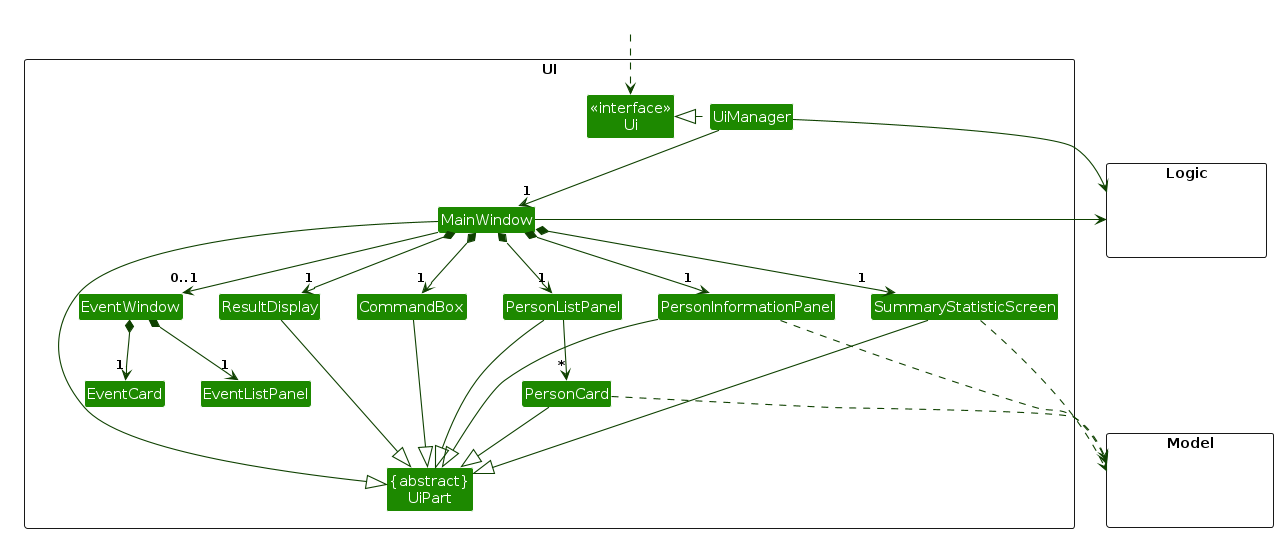 UI
«interface»
Ui
UiManager
Logic
1
MainWindow
0..1
1
1
1
1
1
EventWindow
ResultDisplay
CommandBox
PersonListPanel
PersonInformationPanel
SummaryStatisticScreen
1
1
*
EventCard
EventListPanel
PersonCard
Model
{abstract}
UiPart